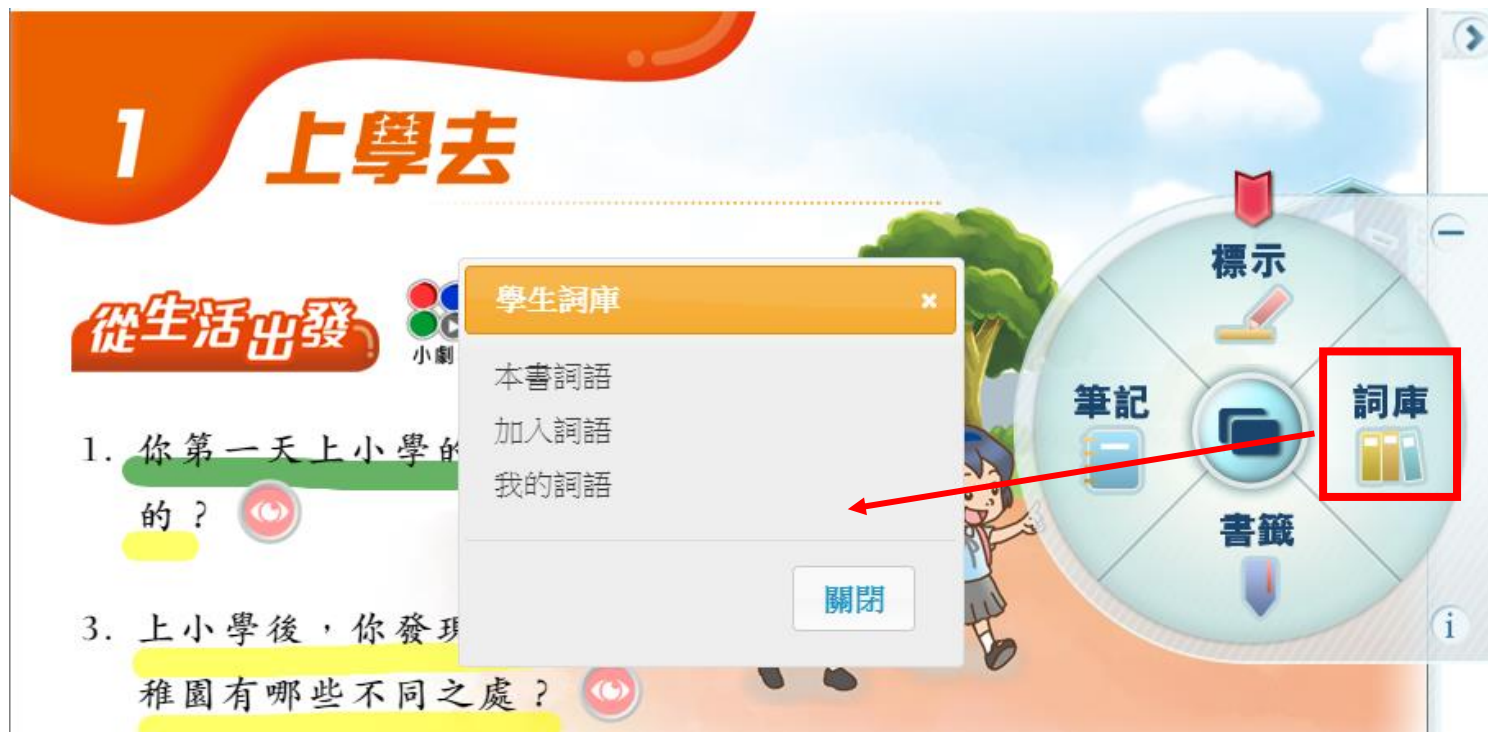 1 上學去
從生活出發
小劇
1. 你第一天上小學的
的？
3. 上小學後，你發現
稚園有哪些不同之處？
學生詞庫 ×
本書詞語
加入詞語
我的詞語
關閉
標示
筆記
詞庫
書籤
i